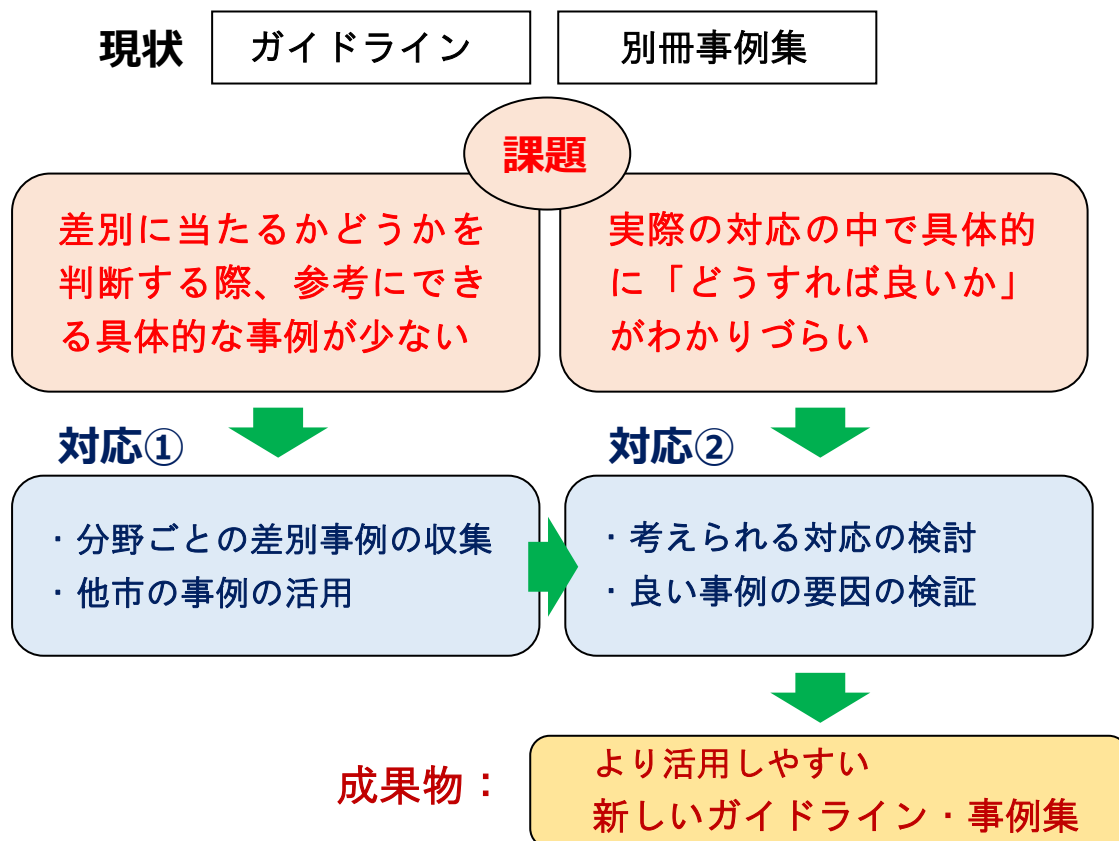 現状
ガイドライン
別冊事例集
課題
差別に当たるかどうかを
判断する際、参考にでき
る具体的な事例が少ない
実際の対応の中で具体的
に「どうすれば良いか」
がわかりづらい
対応①
・分野ごとの差別事例の収集
・他市の事例の活用
対応②
・考えられる対応の検討
・良い事例の要因の検証
成果物：
より活用しやすい
新しいガイドライン・事例集